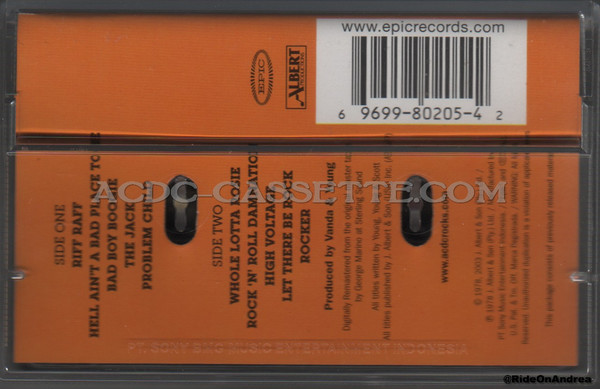 www.epicrecords.com
EPIC
ALBERT
PRODUCTIONS
6 9699-80205-4 2
ACDC-CASSETTE.COM
SIDE ONE
RIFF RAFF
HELL AIN'T A BAD PLACE TO BE
BAD BOY BOOGIE
THE JACK
PROBLEM CHILD
SIDE TWO
WHOLE LOTTA ROSIE
ROCK 'N' ROLL DAMNATION
HIGH VOLTAGE
LET THERE BE ROCK
ROCKER
Produced by Vanda & Young
Digitally Remastered from the original master tapes
by George Marino at Sterling Sound
All titles written by Young, Young, Scott
All titles published by J. Albert & Son (USA) Inc. (ASCAP)
www.acdcrocks.com
This package consists of previously released material.
PT. SONY BMG MUSIC ENTERTAINMENT INDONESIA
@RideOnAndrea